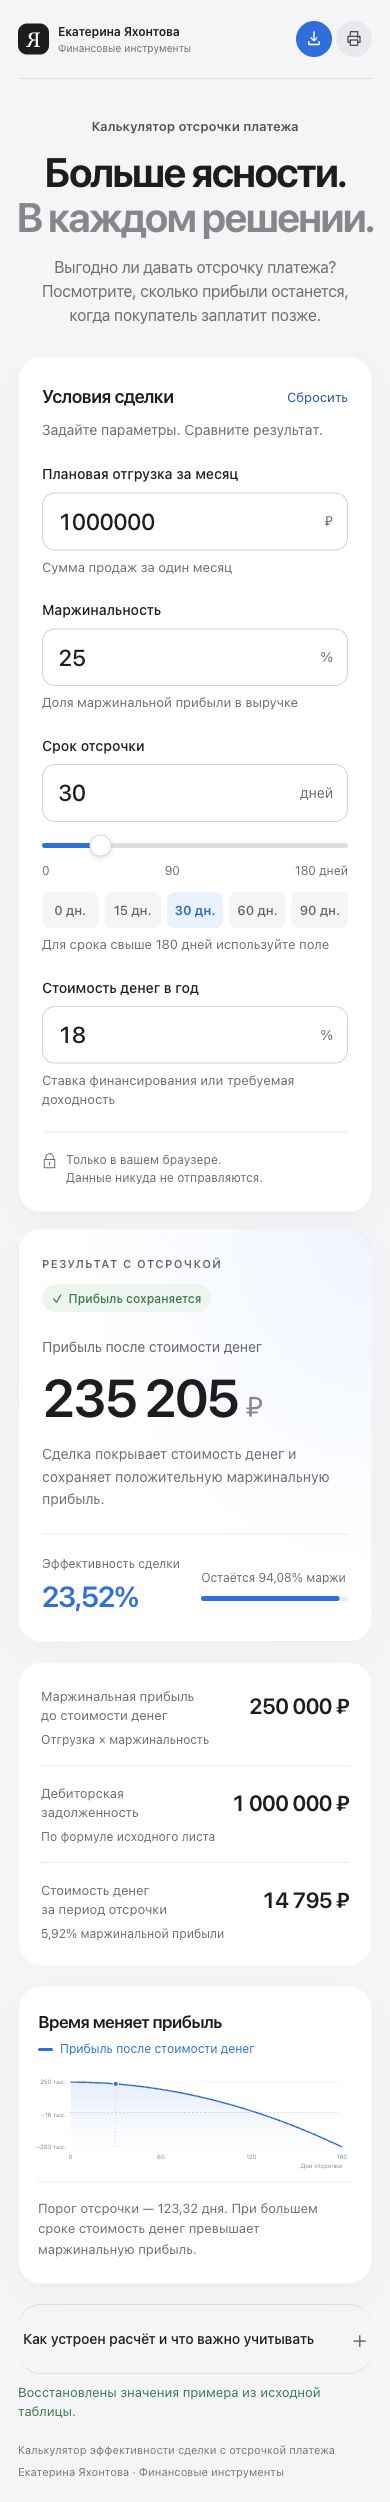 Я
Екатерина Яхонтова
Финансовые инструменты
Калькулятор отсрочки платежа
Больше ясности.
В каждом решении.
Выгодно ли давать отсрочку платежа?
Посмотрите, сколько прибыли останется,
когда покупатель заплатит позже.
Условия сделки
Сбросить
Задайте параметры. Сравните результат.
Плановая отгрузка за месяц
1000000 ₽
Сумма продаж за один месяц
Маржинальность
25 %
Доля маржинальной прибыли в выручке
Срок отсрочки
30 дней
0 90 180 дней
0 дн. 15 дн. 30 дн. 60 дн. 90 дн.
Для срока свыше 180 дней используйте поле
Стоимость денег в год
18 %
Ставка финансирования или требуемая
доходность
Только в вашем браузере.
Данные никуда не отправляются.
РЕЗУЛЬТАТ С ОТСРОЧКОЙ
✓ Прибыль сохраняется
Прибыль после стоимости денег
235 205 ₽
Сделка покрывает стоимость денег и
сохраняет положительную маржинальную
прибыль.
Эффективность сделки
23,52%
Остаётся 94,08% маржи
Маржинальная прибыль
до стоимости денег
250 000 ₽
Отгрузка × маржинальность
Дебиторская
задолженность
1 000 000 ₽
По формуле исходного листа
Стоимость денег
за период отсрочки
14 795 ₽
5,92% маржинальной прибыли
Время меняет прибыль
Прибыль после стоимости денег
250 тыс.
−16 тыс.
−283 тыс.
0 60 120 180
Дни отсрочки
Порог отсрочки — 123,32 дня. При большем
сроке стоимость денег превышает
маржинальную прибыль.
Как устроен расчёт и что важно учитывать +
Восстановлены значения примера из исходной
таблицы.
Калькулятор эффективности сделки с отсрочкой платежа
Екатерина Яхонтова · Финансовые инструменты